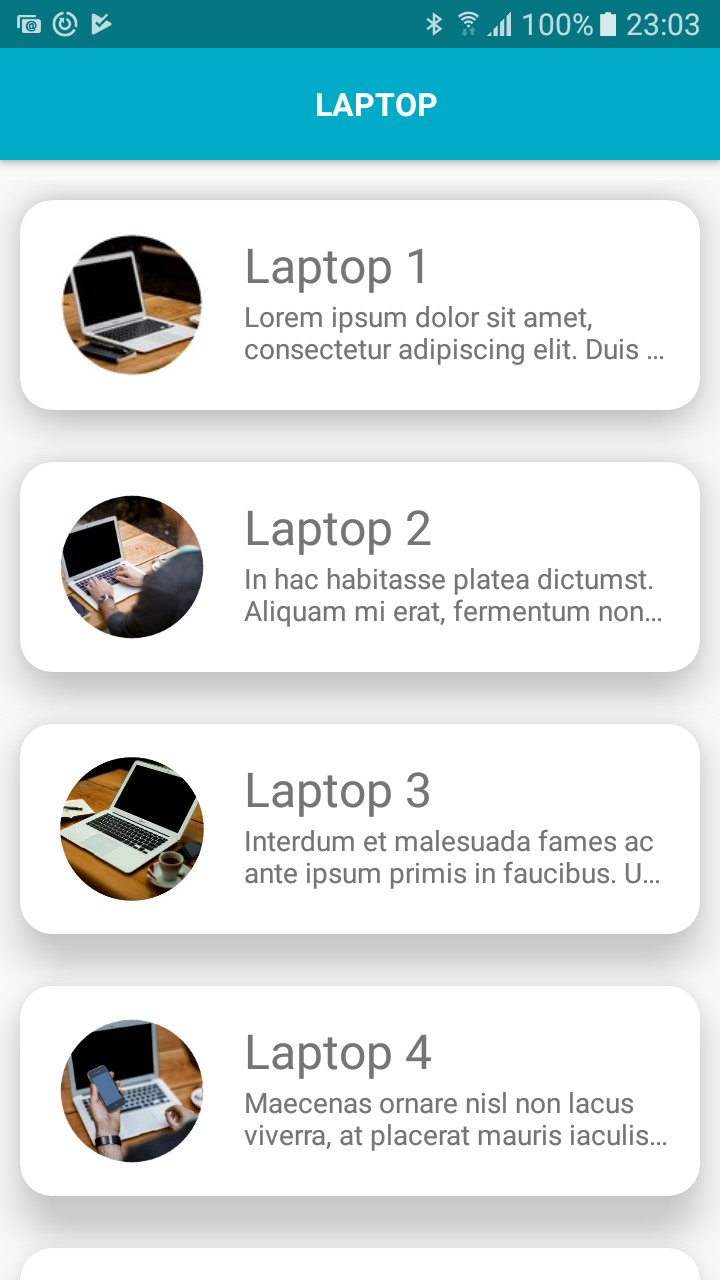 100% 23:03
LAPTOP
Laptop 1
Lorem ipsum dolor sit amet,
consectetur adipiscing elit. Duis ...
Laptop 2
In hac habitasse platea dictumst.
Aliquam mi erat, fermentum non...
Laptop 3
Interdum et malesuada fames ac
ante ipsum primis in faucibus. U...
Laptop 4
Maecenas ornare nisl non lacus
viverra, at placerat mauris iaculis...